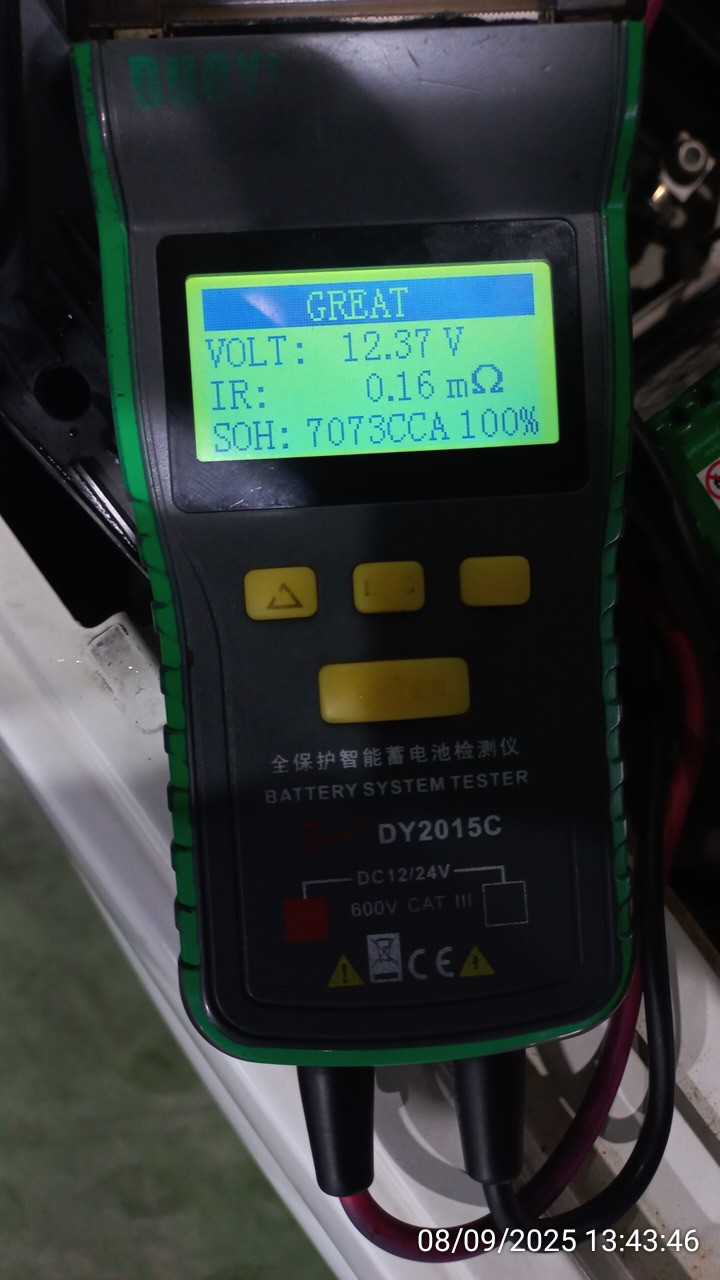 DUOYI
GREAT
VOLT: 12.37 V
IR: 0.16 mΩ
SOH: 7073CCA 100%
全保护智能蓄电池检测仪
BATTERY SYSTEM TESTER
DY2015C
DC12/24V
600V CAT III
CE
08/09/2025 13:43:46